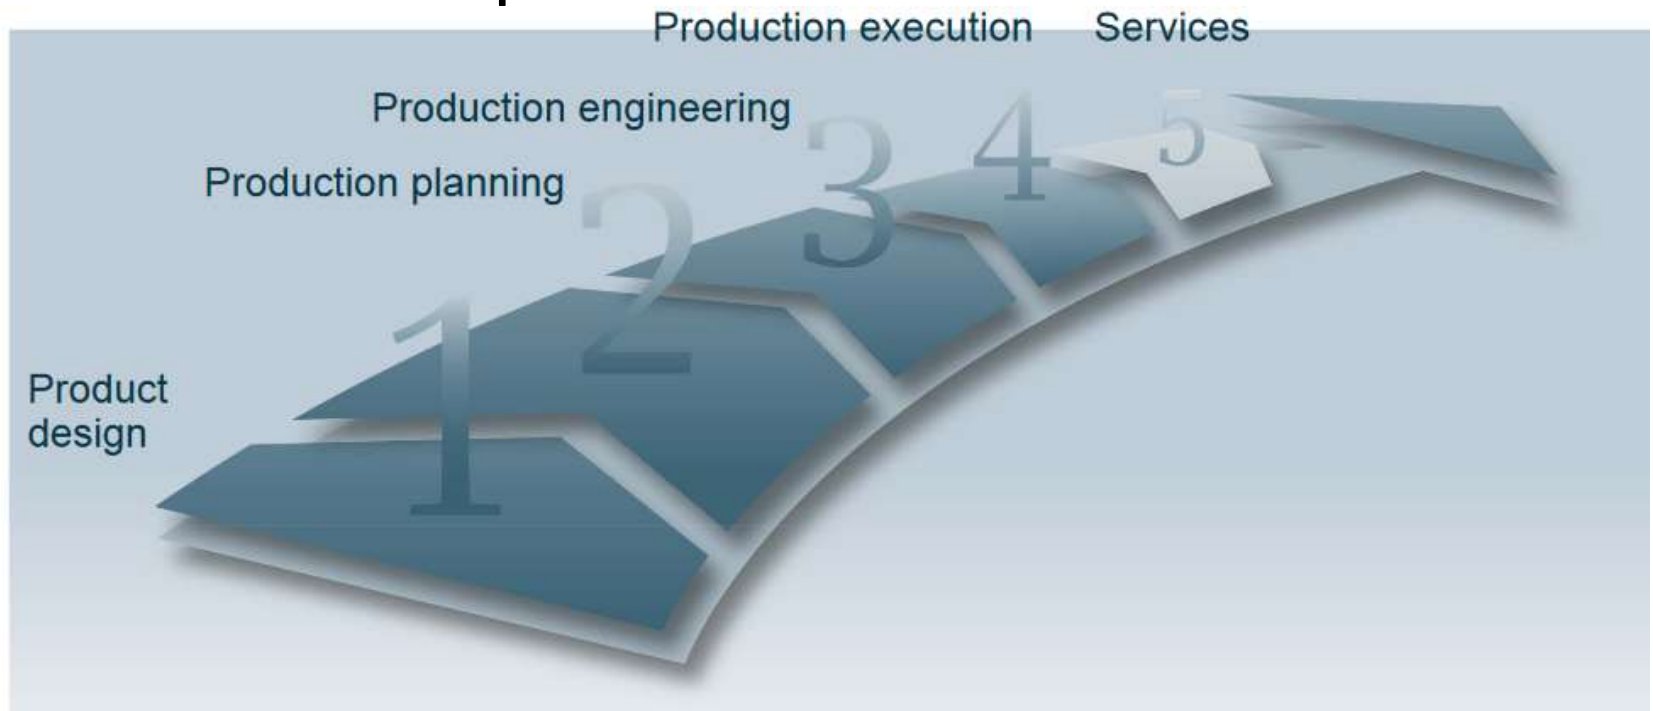 Production execution
Services
Production engineering
Production planning
Product
design
1
2
3
4
5